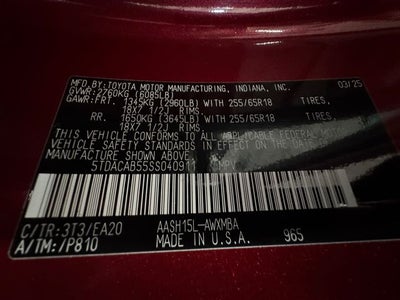 MFD.BY:TOYOTA MOTOR MANUFACTURING, INDIANA, INC. 03/25
GVWR:2760KG (6085LB)
GAWR:FRT. 1345KG (2960LB) WITH 255/65R18 TIRES,
18X7 1/2J RIMS
RR. 1650KG (3645LB) WITH 255/65R18 TIRES,
18X7 1/2J RIMS
THIS VEHICLE CONFORMS TO ALL APPLICABLE FEDERAL MOTOR
VEHICLE SAFETY STANDARDS IN EFFECT ON THE DATE
OF MANUFACTURE SHOWN ABOVE.
5TDACAB55SS040911 MPV
C/TR:3T3/EA20 AASH15L-AWXMBA
A/TM:/P810 MADE IN U.S.A. 965